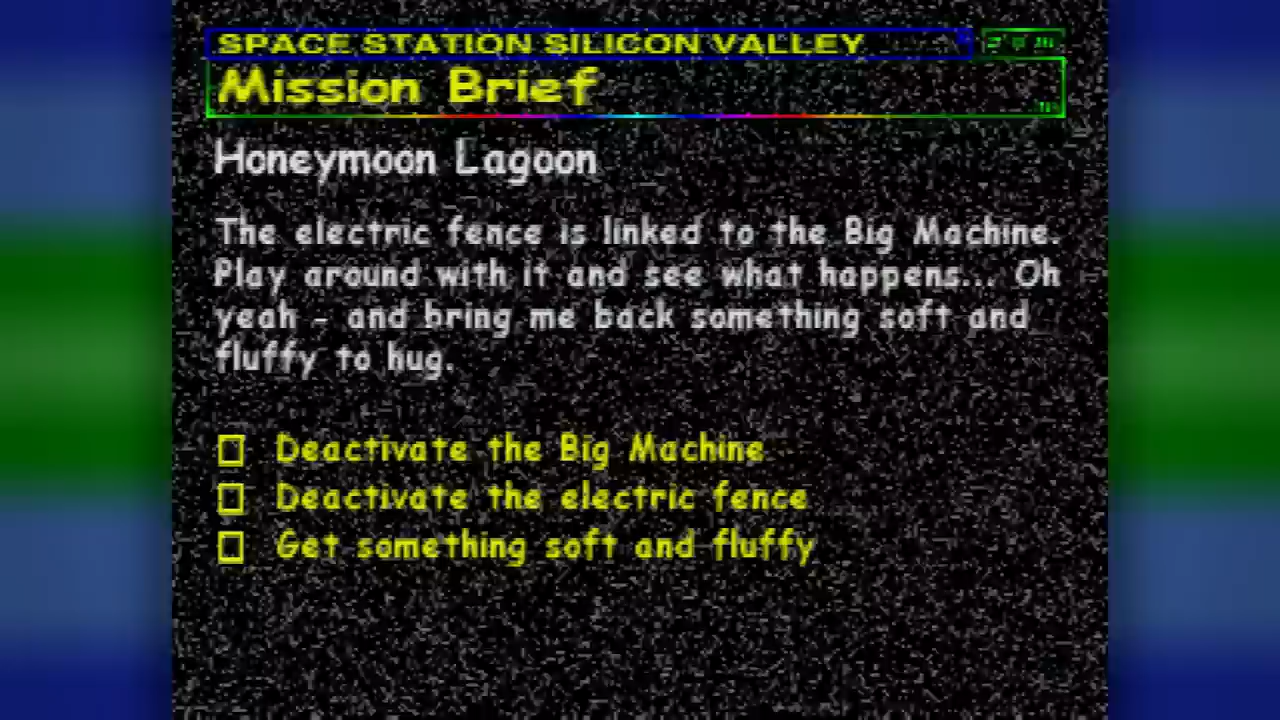 SPACE STATION SILICON VALLEY
Mission Brief
Honeymoon Lagoon
The electric fence is linked to the Big Machine.
Play around with it and see what happens... Oh
yeah - and bring me back something soft and
fluffy to hug.
Deactivate the Big Machine
Deactivate the electric fence
Get something soft and fluffy